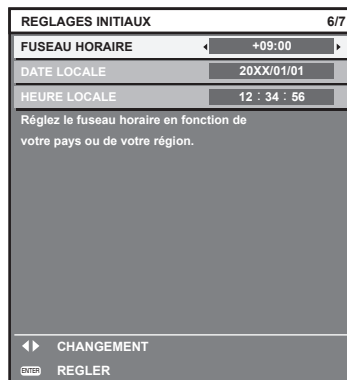 REGLAGES INITIAUX 6/7
FUSEAU HORAIRE +09:00
DATE LOCALE 20XX/01/01
HEURE LOCALE 12 : 34 : 56
Réglez le fuseau horaire en fonction de
votre pays ou de votre région.
CHANGEMENT
ENTER REGLER